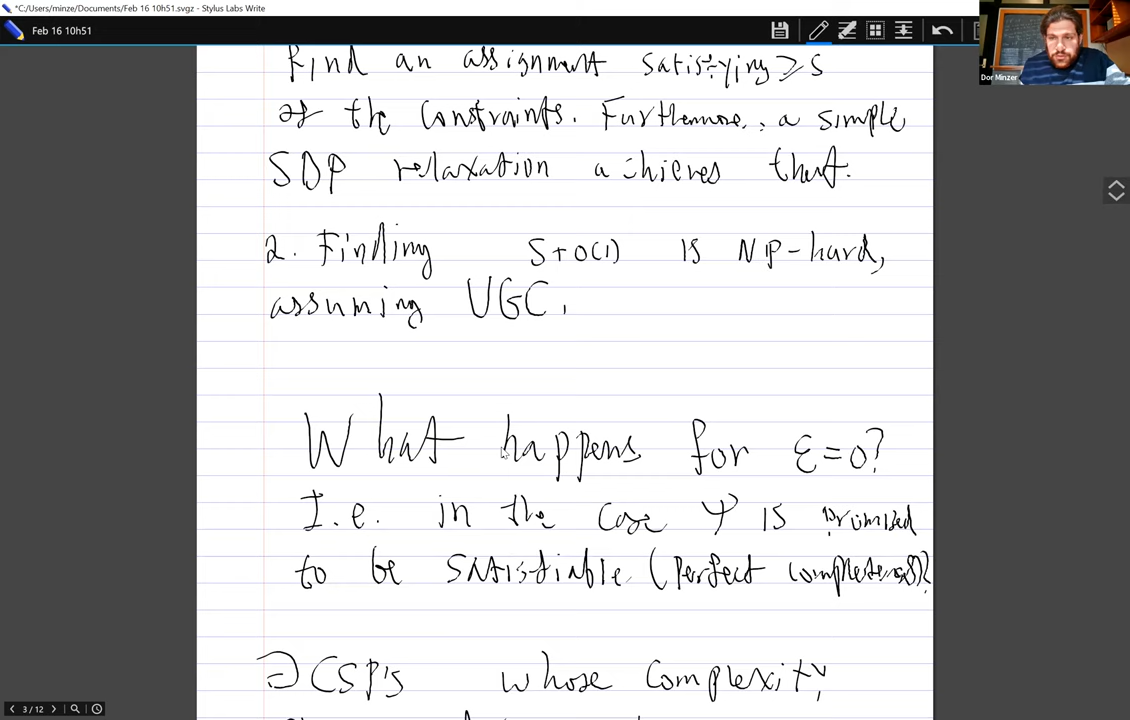 *C:/Users/minze/Documents/Feb 16 10h51.svgz - Stylus Labs Write
Feb 16 10h51
Dor Minzer
Find an assignment satisfying ≥ S
of the constraints. Furthermore, a simple
SDP relaxation achieves that.
2. Finding S+o(1) is NP-hard,
assuming UGC.
What happens for ε=0?
I.e. in the case Ψ is promised
to be satisfiable (perfect completeness)?
∃ CSP's whose complexity
3 / 12